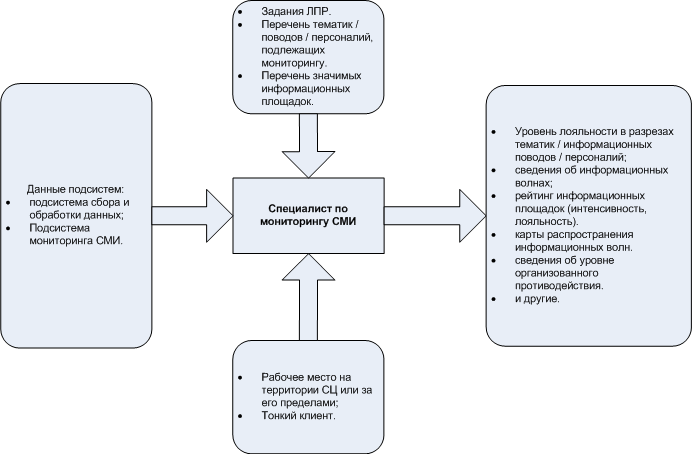 • Задания ЛПР.
• Перечень тематик /
поводов / персоналий,
подлежащих
мониторингу.
• Перечень значимых
информационных
площадок.
Данные подсистем:
• подсистема сбора и
обработки данных;
• Подсистема
мониторинга СМИ.
Специалист по
мониторингу СМИ
• Уровень лояльности в разрезах
тематик / информационных
поводов / персоналий;
• сведения об информационных
волнах;
• рейтинг информационных
площадок (интенсивность,
лояльность).
• карты распространения
информационных волн.
• сведения об уровне
организованного
противодействия.
• и другие.
• Рабочее место на
территории СЦ или за
его пределами;
• Тонкий клиент.